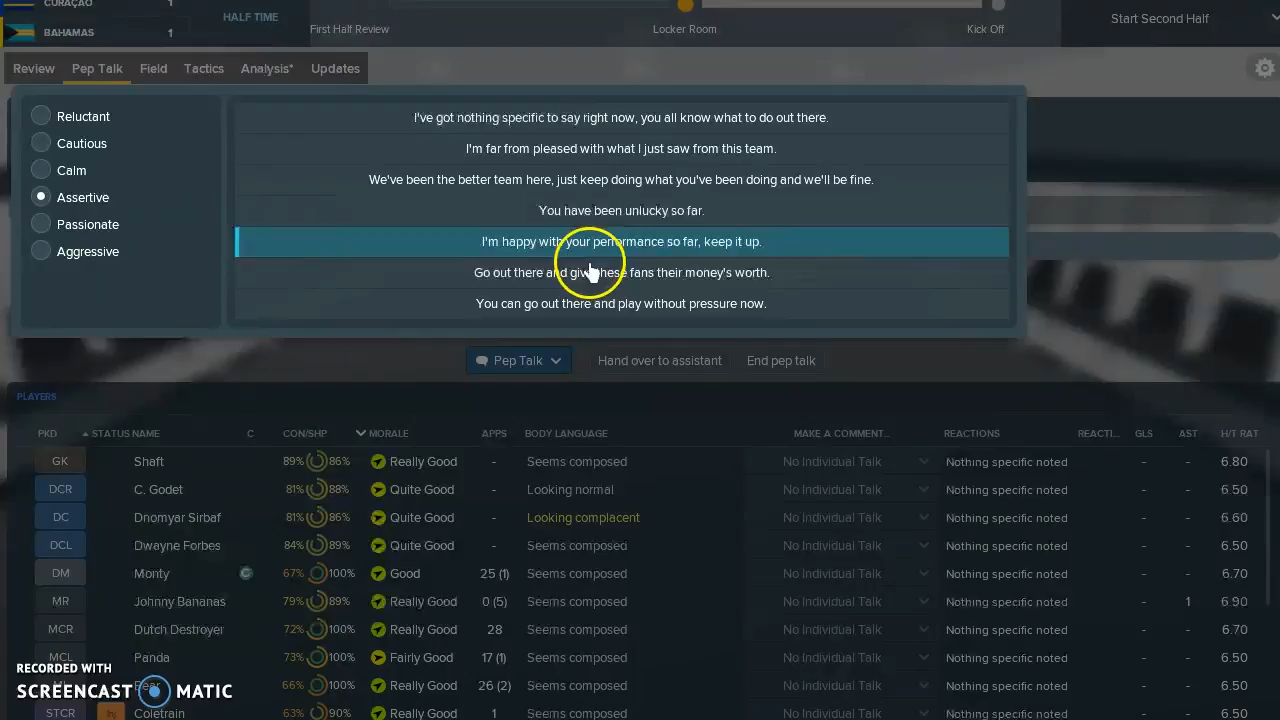 CURAÇAO 1
BAHAMAS 1
HALF TIME
First Half Review
Locker Room
Kick Off
Start Second Half
Review Pep Talk Field Tactics Analysis* Updates
Reluctant
Cautious
Calm
Assertive
Passionate
Aggressive
I've got nothing specific to say right now, you all know what to do out there.
I'm far from pleased with what I just saw from this team.
We've been the better team here, just keep doing what you've been doing and we'll be fine.
You have been unlucky so far.
I'm happy with your performance so far, keep it up.
Go out there and give these fans their money's worth.
You can go out there and play without pressure now.
Pep Talk Hand over to assistant End pep talk
PLAYERS
PKD STATUS NAME C CON/SHP MORALE APPS BODY LANGUAGE MAKE A COMMENT... REACTIONS REACTI... GLS AST H/T RAT
GK Shaft 89% 86% Really Good - Seems composed No Individual Talk Nothing specific noted - - 6.80
DCR C. Godet 81% 88% Quite Good - Looking normal No Individual Talk Nothing specific noted - - 6.50
DC Dnomyar Sirbaf 81% 86% Quite Good - Looking complacent No Individual Talk Nothing specific noted - - 6.60
DCL Dwayne Forbes 84% 89% Quite Good - Seems composed No Individual Talk Nothing specific noted - - 6.50
DM Monty C 67% 100% Good 25 (1) Seems composed No Individual Talk Nothing specific noted - - 6.70
MR Johnny Bananas 79% 89% Really Good 0 (5) Seems composed No Individual Talk Nothing specific noted - 1 6.90
MCR Dutch Destroyer 72% 100% Really Good 28 Seems composed No Individual Talk Nothing specific noted - - 6.70
MCL Panda 73% 100% Fairly Good 17 (1) Seems composed No Individual Talk Nothing specific noted - - 6.50
66% 100% Really Good 26 (2) Seems composed No Individual Talk Nothing specific noted - - 6.50
STCR Inj Coletrain 63% 90% Really Good 1 Seems composed No Individual Talk Nothing specific noted - - 6.50
RECORDED WITH
SCREENCAST MATIC